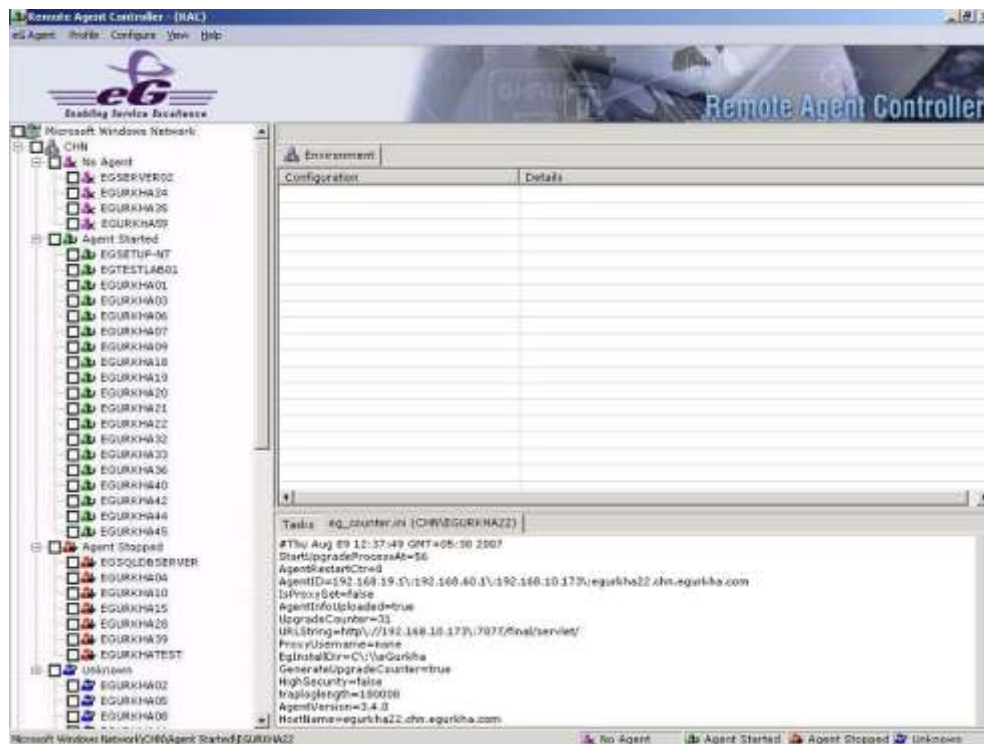 Remote Agent Controller - (RAC)
eG Agent Profile Configure View Help
eG
Enabling Service Excellence
Remote Agent Controller
Microsoft Windows Network
CHN
No Agent
EGSERVER02
EGURKHA24
EGURKHA35
EGURKHA59
Agent Started
EGSETUP-NT
EGTESTLAB01
EGURKHA01
EGURKHA03
EGURKHA06
EGURKHA07
EGURKHA09
EGURKHA18
EGURKHA19
EGURKHA20
EGURKHA21
EGURKHA22
EGURKHA32
EGURKHA33
EGURKHA36
EGURKHA40
EGURKHA42
EGURKHA44
EGURKHA45
Agent Stopped
EGSQLDBSERVER
EGURKHA04
EGURKHA10
EGURKHA15
EGURKHA28
EGURKHA39
EGURKHATEST
Unknown
EGURKHA02
EGURKHA05
EGURKHA08
Environment
Configuration Details
Tasks eg_counter.ini (CHN\EGURKHA22)
#Thu Aug 09 12:37:49 GMT+05:30 2007
StartUpgradeProcessAt=56
AgentRestartCtr=0
AgentID=192.168.19.1\:192.168.60.1\:192.168.10.173\:egurkha22.chn.egurkha.com
IsProxySet=false
AgentInfoUploaded=true
UpgradeCounter=31
URLString=http\://192.168.10.173\:7077/final/servlet/
ProxyUsername=none
EgInstallDir=C\:\\eGurkha
GenerateUpgradeCounter=true
HighSecurity=false
traploglength=100000
AgentVersion=3.4.0
HostName=egurkha22.chn.egurkha.com
Microsoft Windows Network\CHN\Agent Started\EGURKHA22
No Agent Agent Started Agent Stopped Unknown